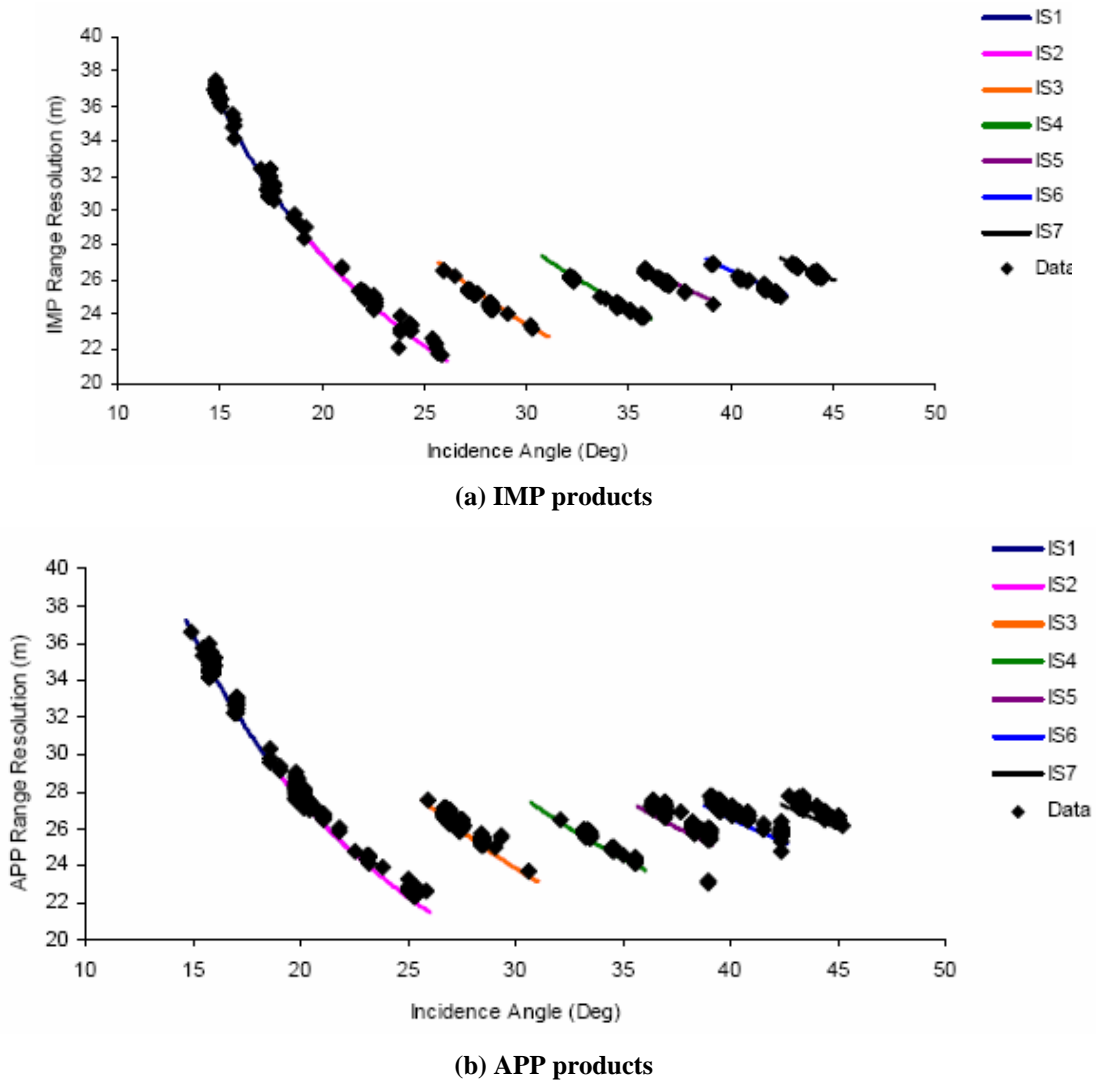 IMP Range Resolution (m)
40
38
36
34
32
30
28
26
24
22
20
10
15
20
25
30
35
40
45
50
Incidence Angle (Deg)
IS1
IS2
IS3
IS4
IS5
IS6
IS7
Data
(a) IMP products
APP Range Resolution (m)
40
38
36
34
32
30
28
26
24
22
20
10
15
20
25
30
35
40
45
50
Incidence Angle (Deg)
IS1
IS2
IS3
IS4
IS5
IS6
IS7
Data
(b) APP products